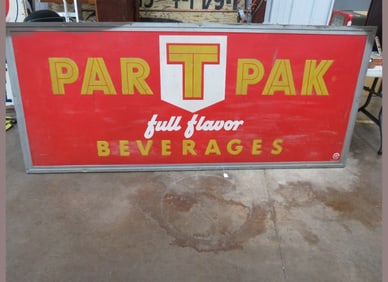 PAR T PAK
full flavor
BEVERAGES